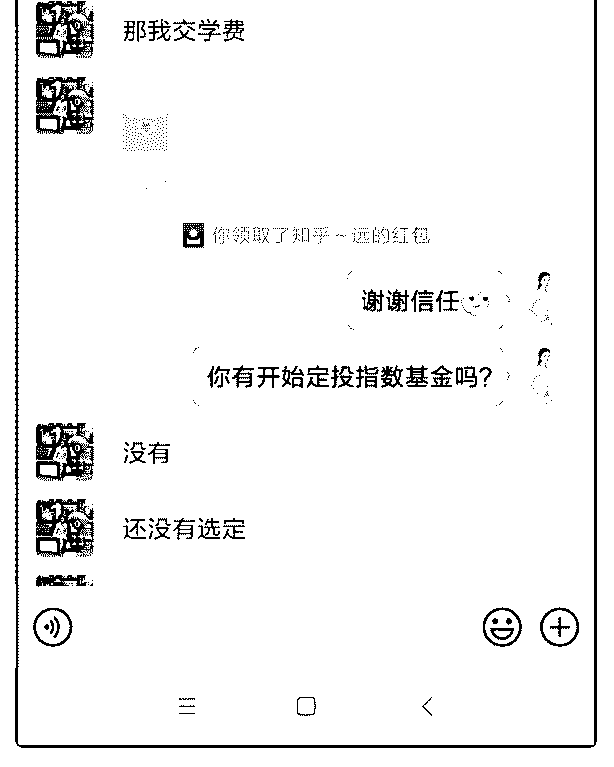 那我交学费
你领取了知乎~远的红包
谢谢信任
你有开始定投指数基金吗?
没有
还没有选定